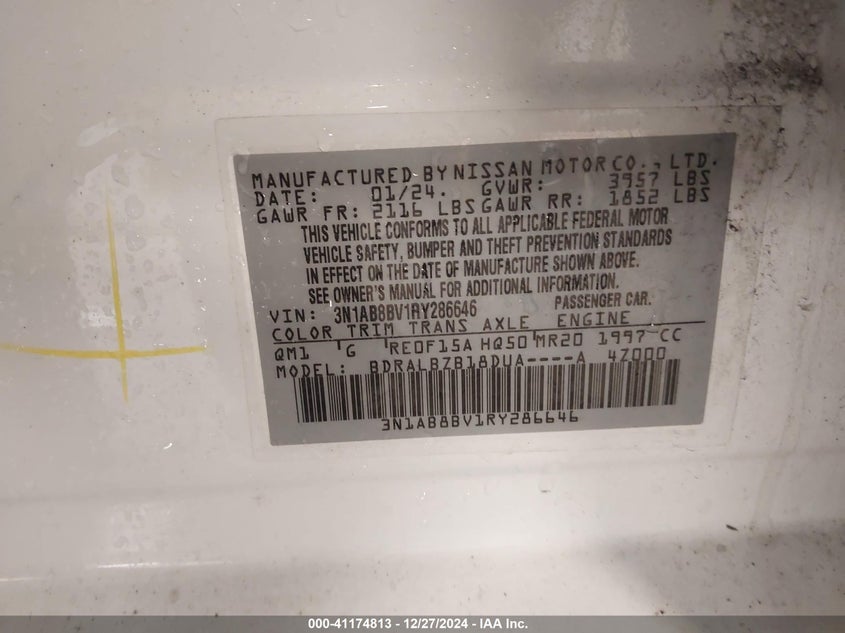 MANUFACTURED BY NISSAN MOTOR CO., LTD.
DATE: 01/24. GVWR: 3957 LBS
GAWR FR: 2116 LBS GAWR RR: 1852 LBS
THIS VEHICLE CONFORMS TO ALL APPLICABLE FEDERAL MOTOR
VEHICLE SAFETY, BUMPER AND THEFT PREVENTION STANDARDS
IN EFFECT ON THE DATE OF MANUFACTURE SHOWN ABOVE.
SEE OWNER'S MANUAL FOR ADDITIONAL INFORMATION.
VIN: 3N1AB8BV1RY286646 PASSENGER CAR.
COLOR TRIM TRANS AXLE ENGINE
QM1 G RE0F15A HQ50 MR20 1997 CC
MODEL: BDRALBZB18DUA----A 4Z000
3N1AB8BV1RY286646
000-41174813 - 12/27/2024 - IAA Inc.